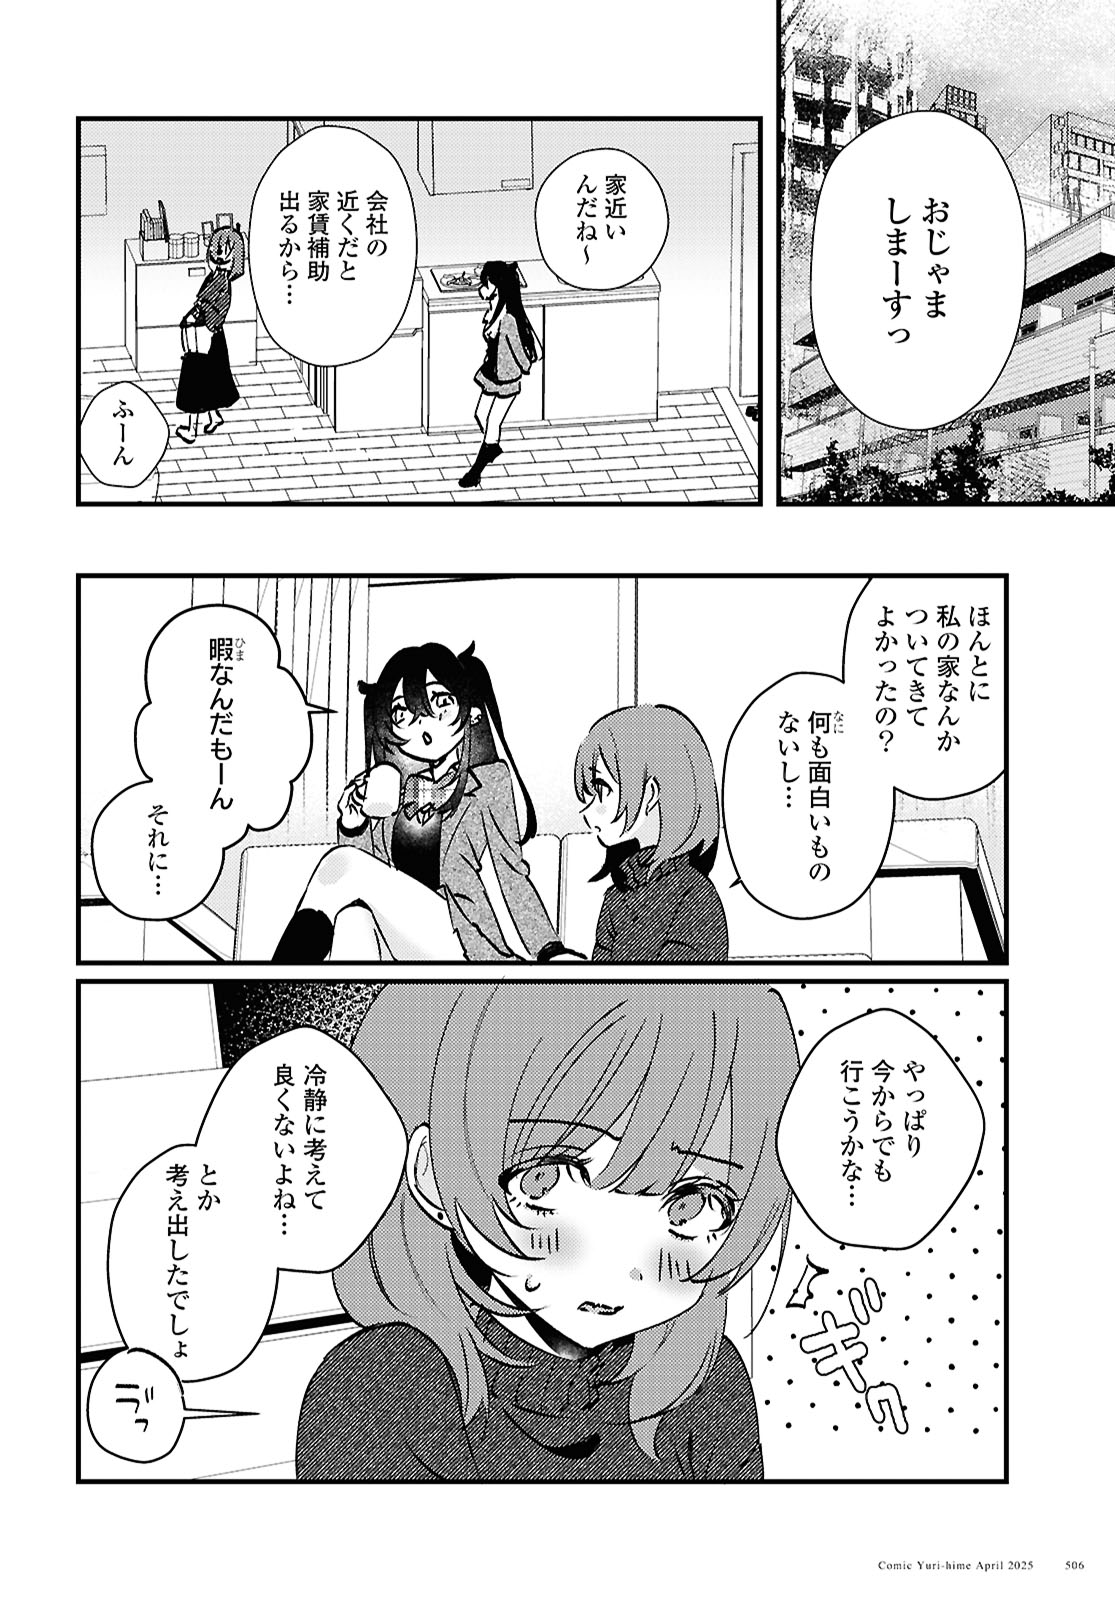 おじゃま
しまーすっ
家近い
んだね〜
会社の
近くだと
家賃補助
出るから…
ふーん
ほんとに
私の家なんか
ついてきて
よかったの？
何も面白いもの
ないし…
なに
暇なんだもーん
ひま
それに…
やっぱり
今からでも
行こうかな…
ギクッ
冷静に考えて
良くないよね…
とか
考え出したでしょ
ゔっ
Comic Yuri-hime April 2025 506